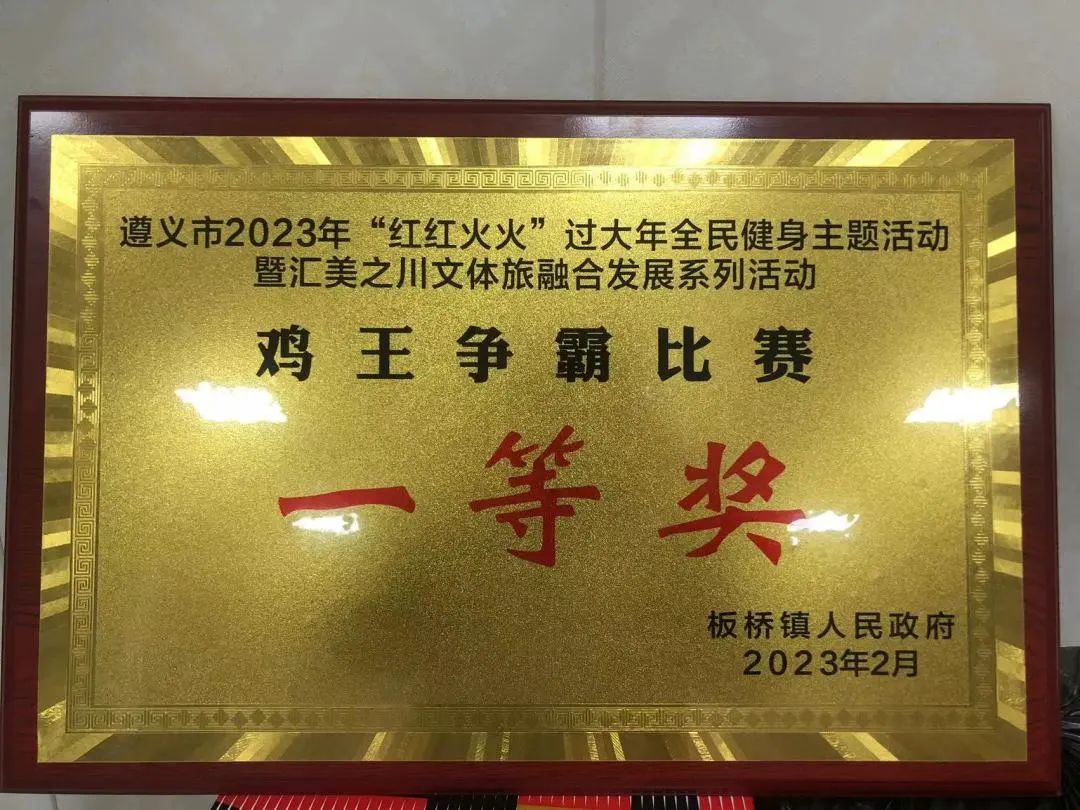 遵义市2023年“红红火火”过大年全民健身主题活动
暨汇美之川文体旅融合发展系列活动
鸡王争霸比赛
一等奖
板桥镇人民政府
2023年2月